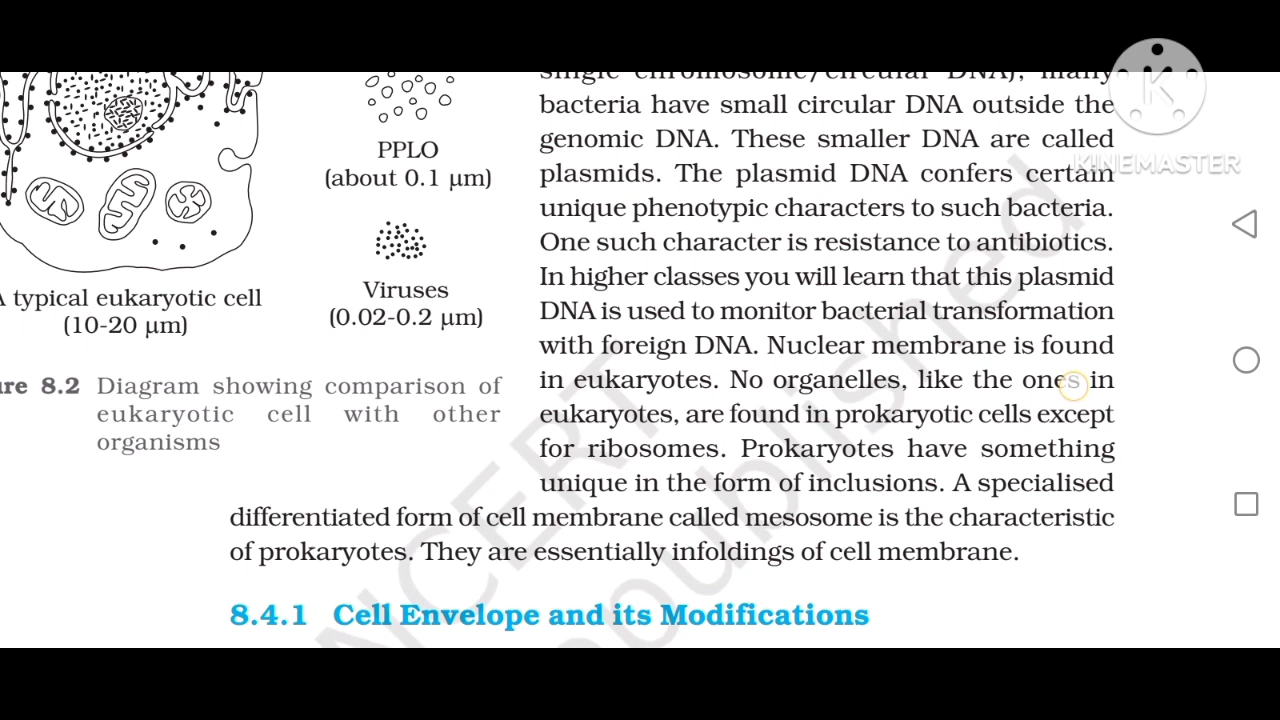 single chromosome/circular DNA), many
bacteria have small circular DNA outside the
genomic DNA. These smaller DNA are called
plasmids. The plasmid DNA confers certain
unique phenotypic characters to such bacteria.
One such character is resistance to antibiotics.
In higher classes you will learn that this plasmid
DNA is used to monitor bacterial transformation
with foreign DNA. Nuclear membrane is found
in eukaryotes. No organelles, like the ones in
eukaryotes, are found in prokaryotic cells except
for ribosomes. Prokaryotes have something
unique in the form of inclusions. A specialised
differentiated form of cell membrane called mesosome is the characteristic
of prokaryotes. They are essentially infoldings of cell membrane.
PPLO
(about 0.1 µm)
Viruses
(0.02-0.2 µm)
A typical eukaryotic cell
(10-20 µm)
8.2 Diagram showing comparison of
eukaryotic cell with other
organisms
8.4.1 Cell Envelope and its Modifications
K
KINEMASTER
NCERT
published